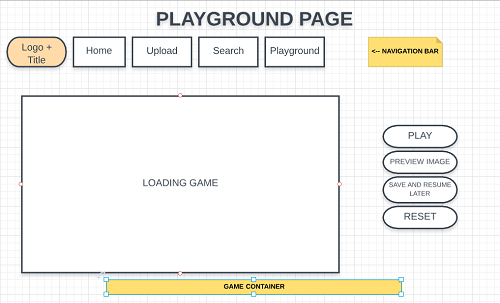 PLAYGROUND PAGE
Logo +
Title
Home
Upload
Search
Playground
<-- NAVIGATION BAR
LOADING GAME
PLAY
PREVIEW IMAGE
SAVE AND RESUME
LATER
RESET
GAME CONTAINER